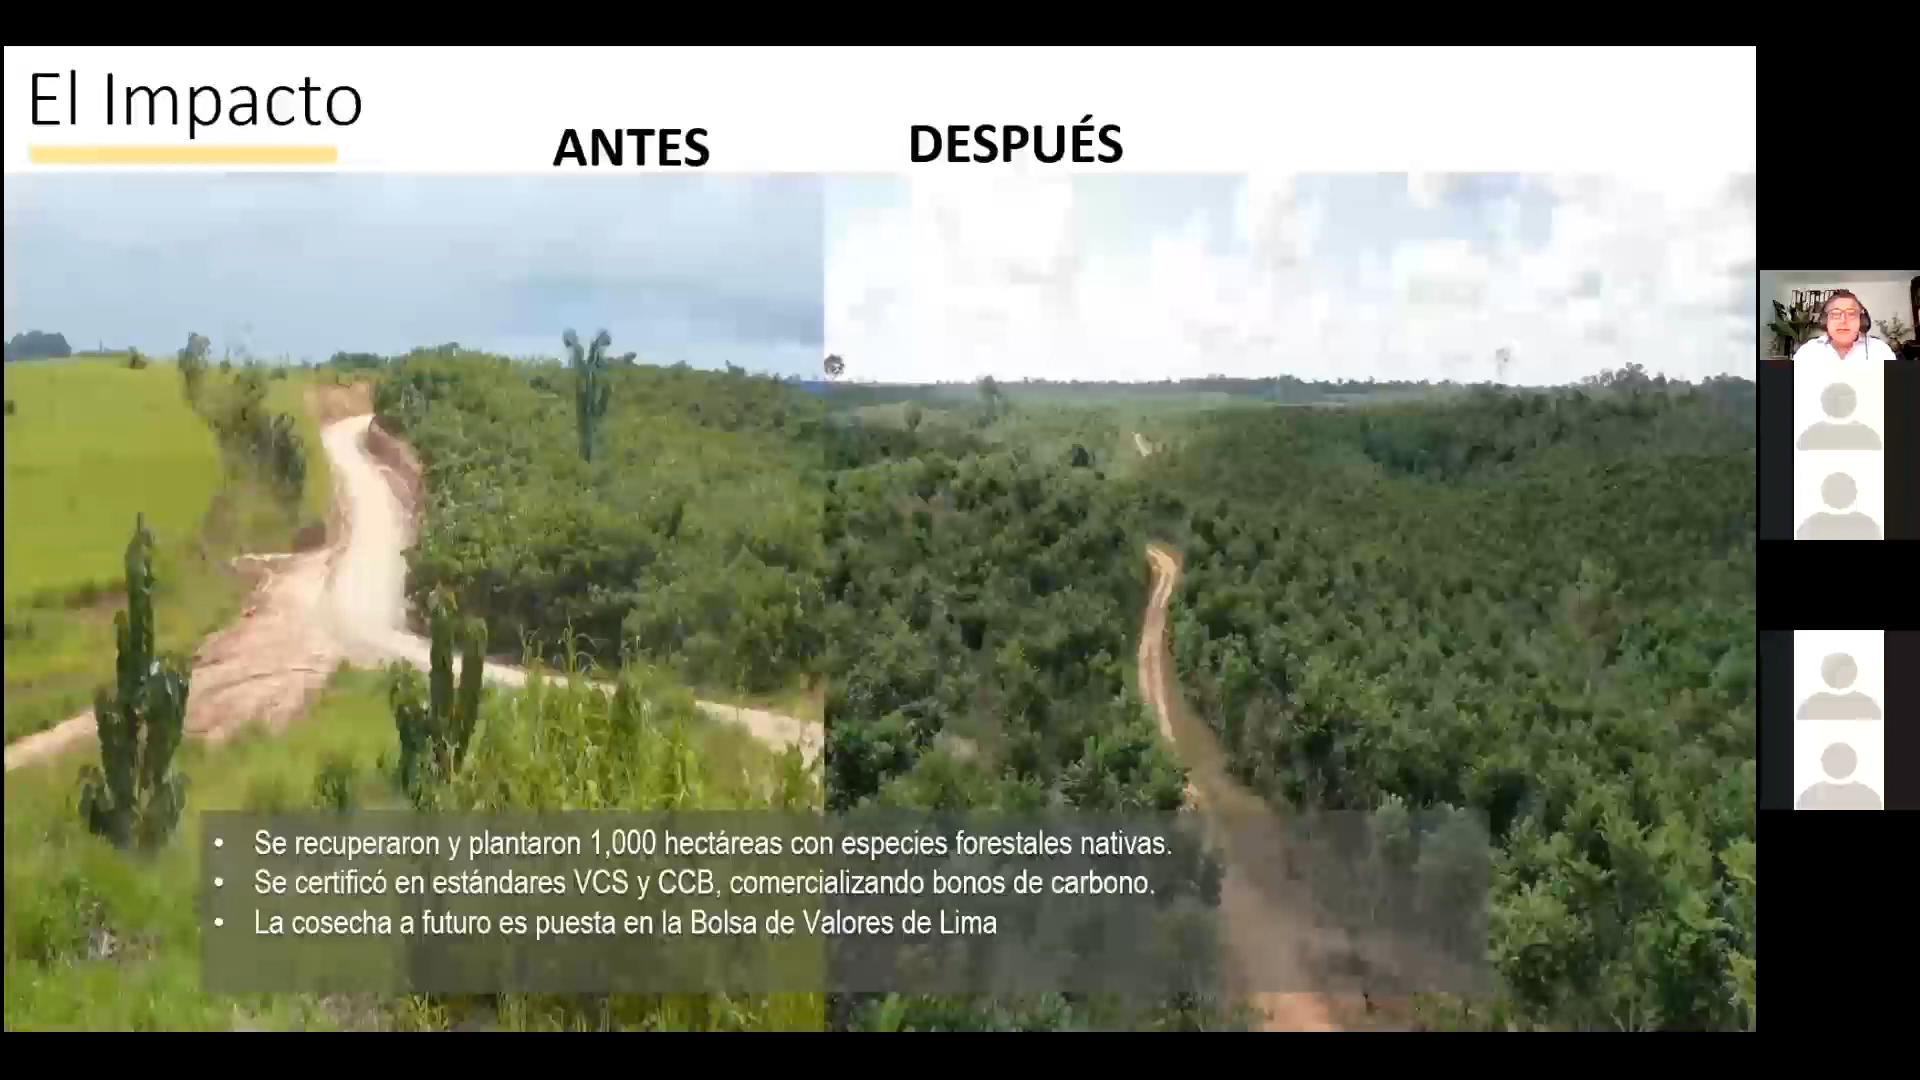 El Impacto
ANTES
DESPUÉS
• Se recuperaron y plantaron 1,000 hectáreas con especies forestales nativas.
• Se certificó en estándares VCS y CCB, comercializando bonos de carbono.
• La cosecha a futuro es puesta en la Bolsa de Valores de Lima